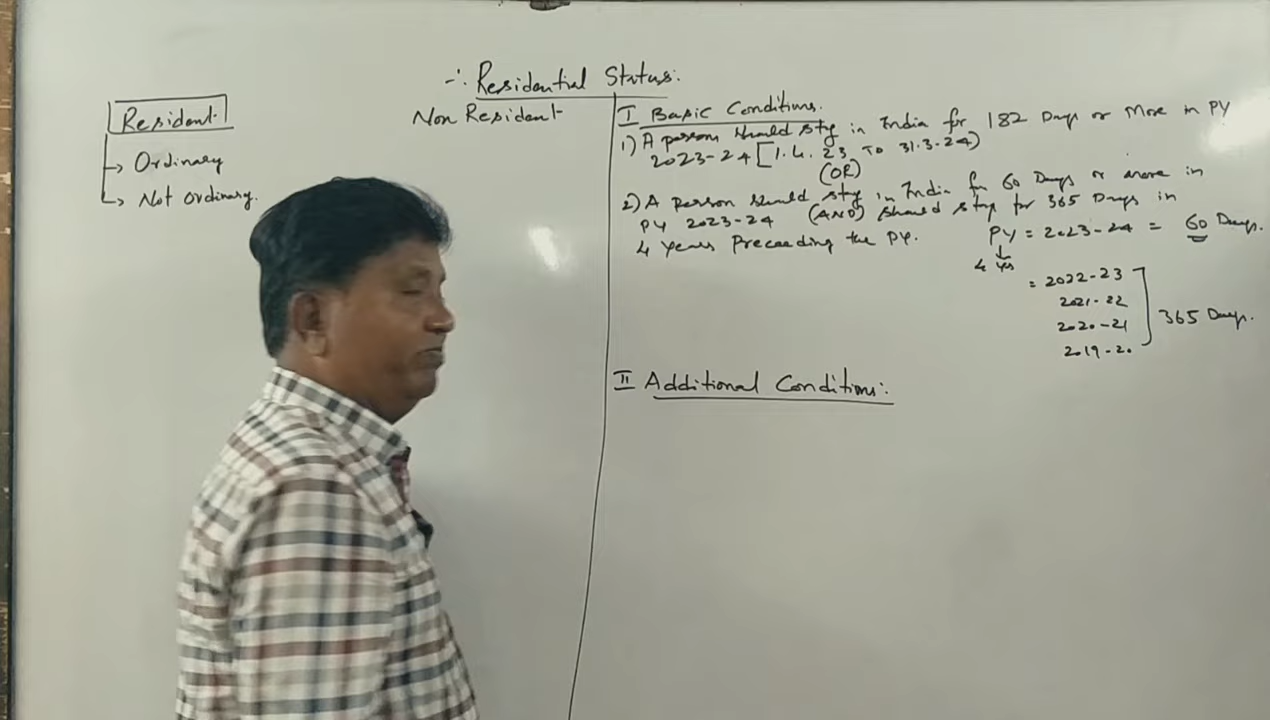 -: Residential Status:
Resident
→ Ordinary
→ Not ordinary.
Non Resident
I Basic Conditions.
1) A person should stay in India for 182 Days or More in PY
2023-24 [1.4.23 TO 31.3.24)
(OR)
2) A person should stay in India for 60 Days or more in
PY 2023-24 (AND) should stay for 365 Days in
4 years Preceeding the PY.
PY = 2023-24 = 60 Days.
4 yrs
= 2022-23
2021-22
2020-21
2019-20
365 Days.
II Additional Conditions: